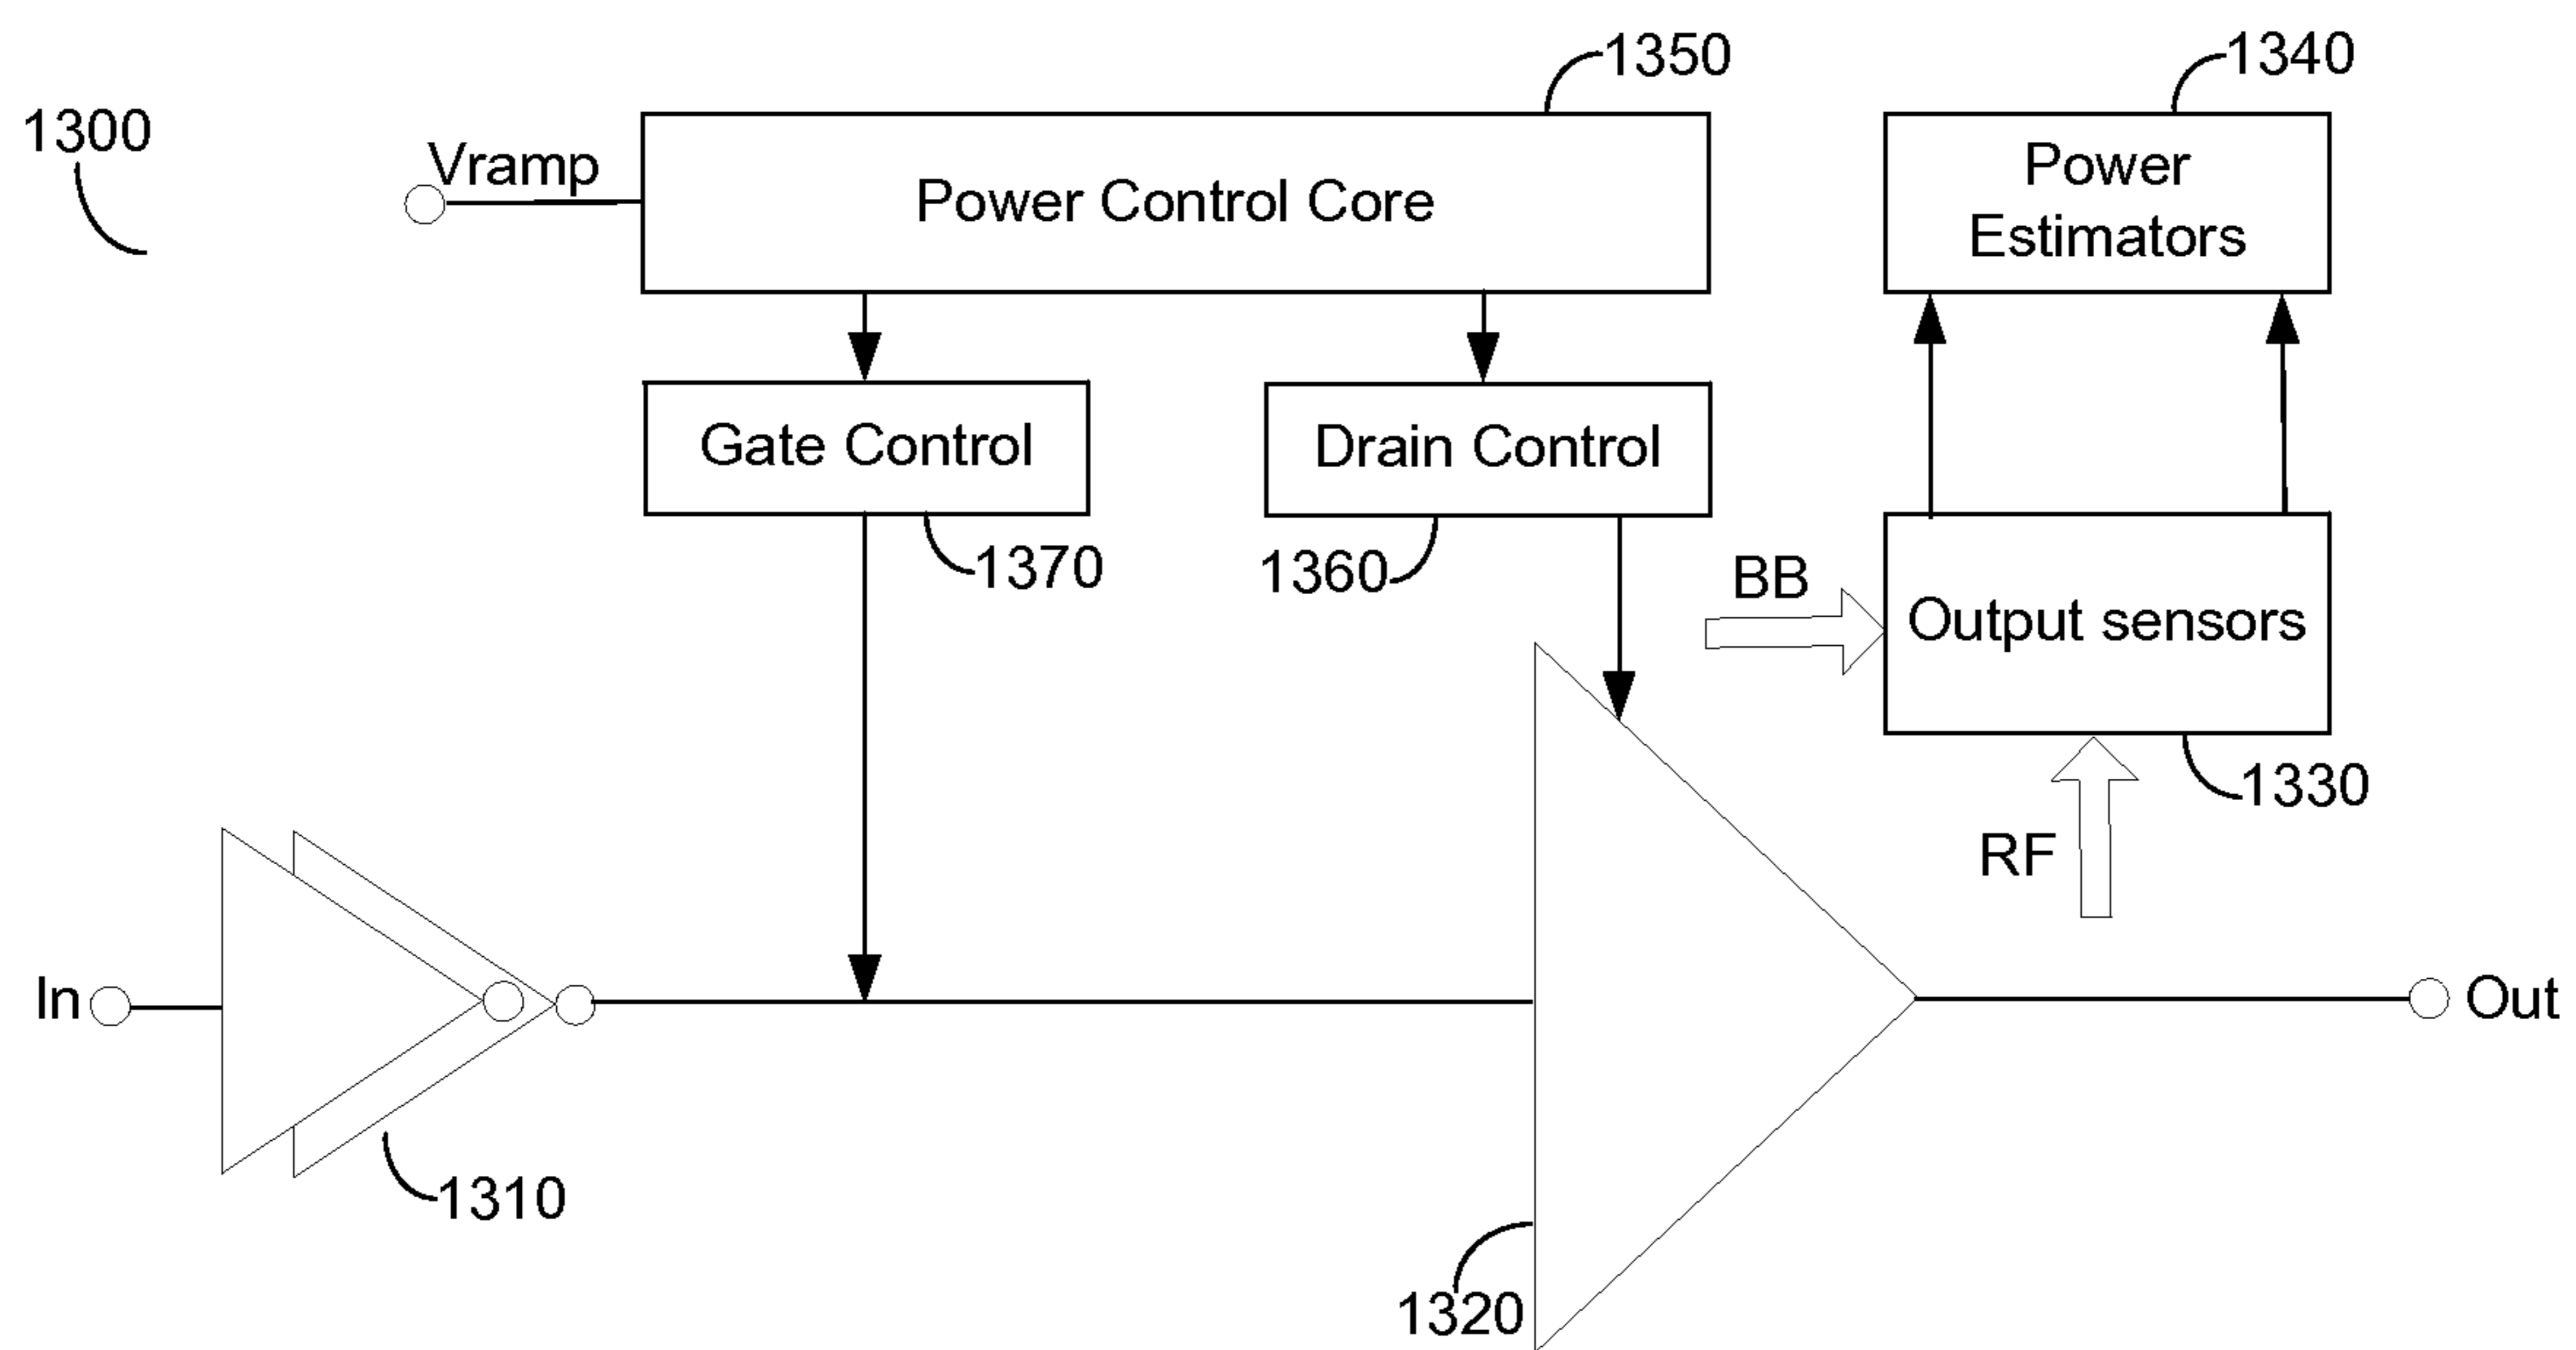 1300
1350
1340
Vramp
Power Control Core
Power
Estimators
Gate Control
Drain Control
1370
1360
BB
Output sensors
1330
RF
In
Out
1310
1320